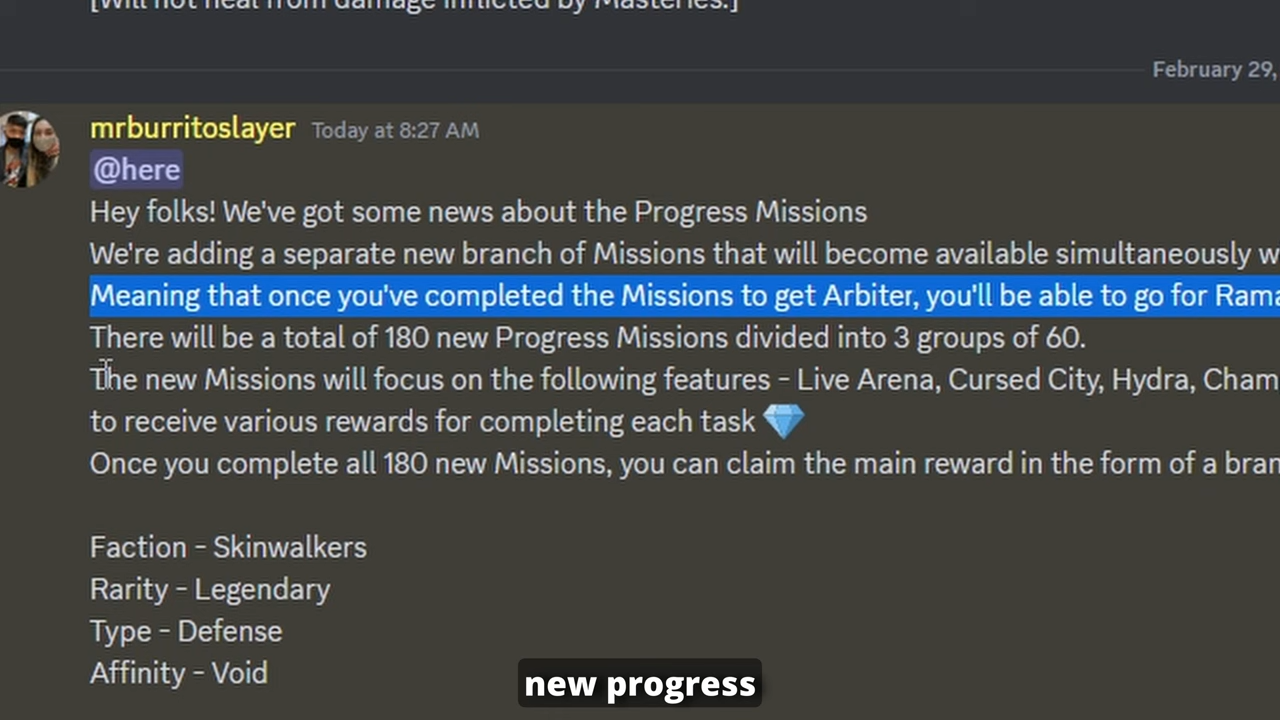 [Will not heal from damage inflicted by Masteries.]
February 29,
mrburritoslayer Today at 8:27 AM
@here
Hey folks! We've got some news about the Progress Missions
We're adding a separate new branch of Missions that will become available simultaneously w
Meaning that once you've completed the Missions to get Arbiter, you'll be able to go for Rama
There will be a total of 180 new Progress Missions divided into 3 groups of 60.
The new Missions will focus on the following features - Live Arena, Cursed City, Hydra, Cham
to receive various rewards for completing each task
Once you complete all 180 new Missions, you can claim the main reward in the form of a bran
Faction - Skinwalkers
Rarity - Legendary
Type - Defense
Affinity - Void
new progress